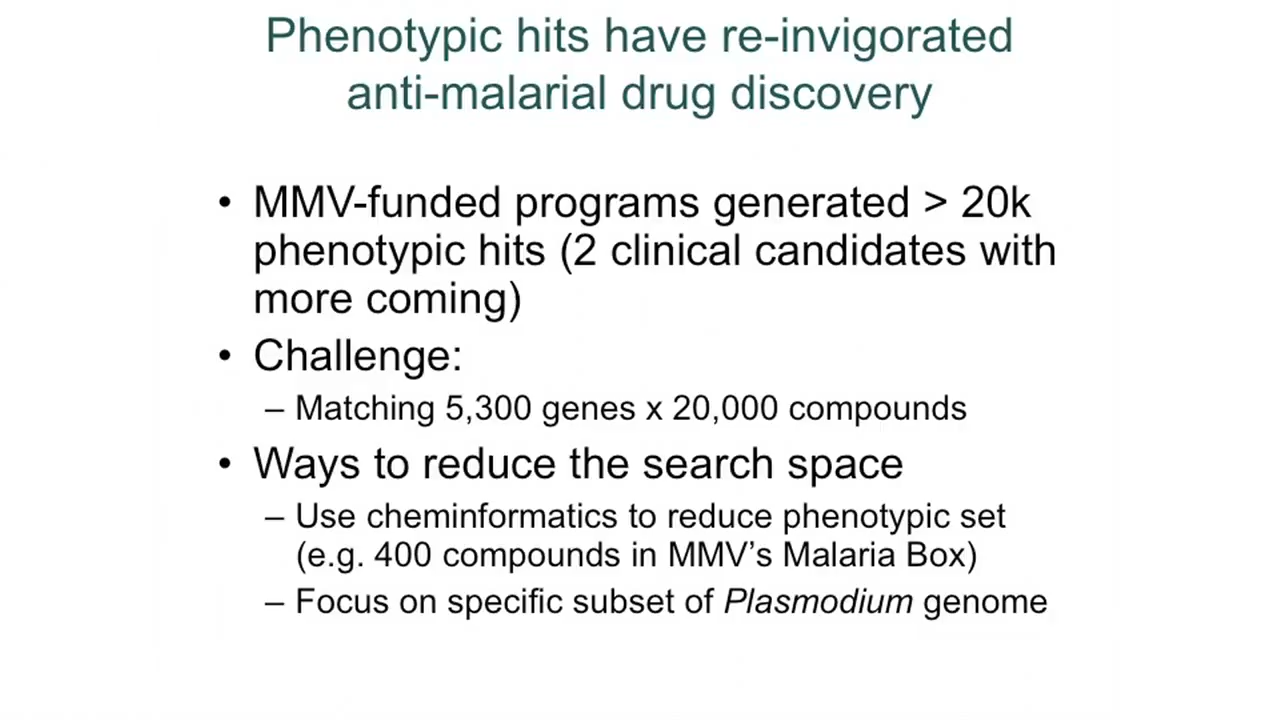 Phenotypic hits have re-invigorated
anti-malarial drug discovery
• MMV-funded programs generated > 20k
phenotypic hits (2 clinical candidates with
more coming)
• Challenge:
– Matching 5,300 genes x 20,000 compounds
• Ways to reduce the search space
– Use cheminformatics to reduce phenotypic set
(e.g. 400 compounds in MMV’s Malaria Box)
– Focus on specific subset of Plasmodium genome